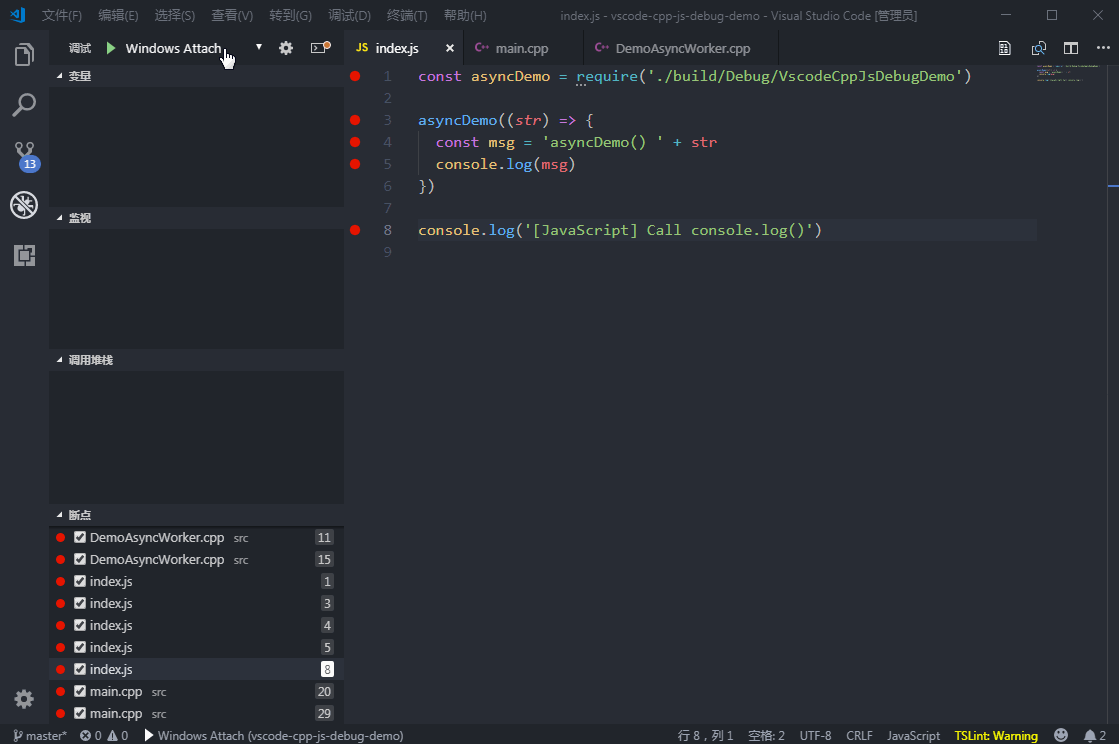 文件(F) 编辑(E) 选择(S) 查看(V) 转到(G) 调试(D) 终端(T) 帮助(H) index.js - vscode-cpp-js-debug-demo - Visual Studio Code [管理员]
调试 Windows Attach
JS index.js × C++ main.cpp C++ DemoAsyncWorker.cpp
变量
监视
调用堆栈
断点
DemoAsyncWorker.cpp src 11
DemoAsyncWorker.cpp src 15
index.js 1
index.js 3
index.js 4
index.js 5
index.js 8
main.cpp src 20
main.cpp src 29
13
1 const asyncDemo = require('./build/Debug/VscodeCppJsDebugDemo')
2
3 asyncDemo((str) => {
4 const msg = 'asyncDemo() ' + str
5 console.log(msg)
6 })
7
8 console.log('[JavaScript] Call console.log()')
9
master* 0 0 Windows Attach (vscode-cpp-js-debug-demo) 行 8，列 1 空格: 2 UTF-8 CRLF JavaScript TSLint: Warning 2